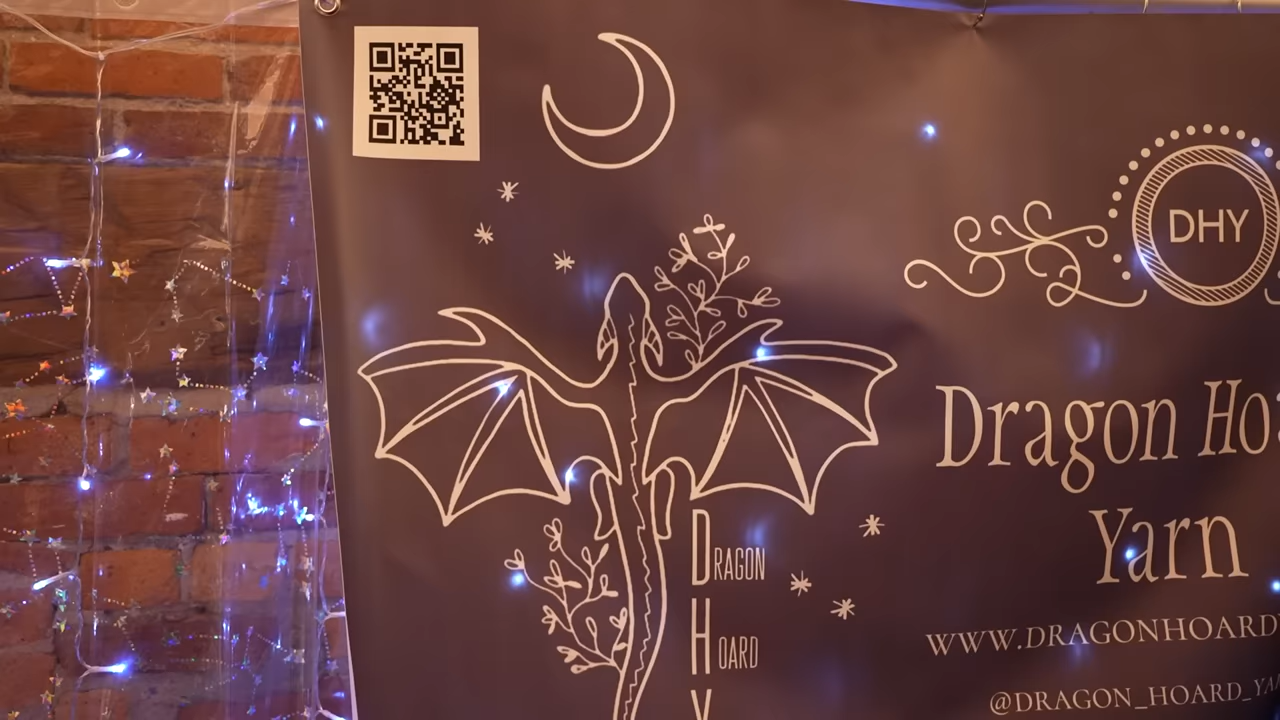 DHY
Dragon Hoa
Yarn
WWW.DRAGONHOARD
@DRAGON_HOARD_YA
DRAGON
HOARD
Y